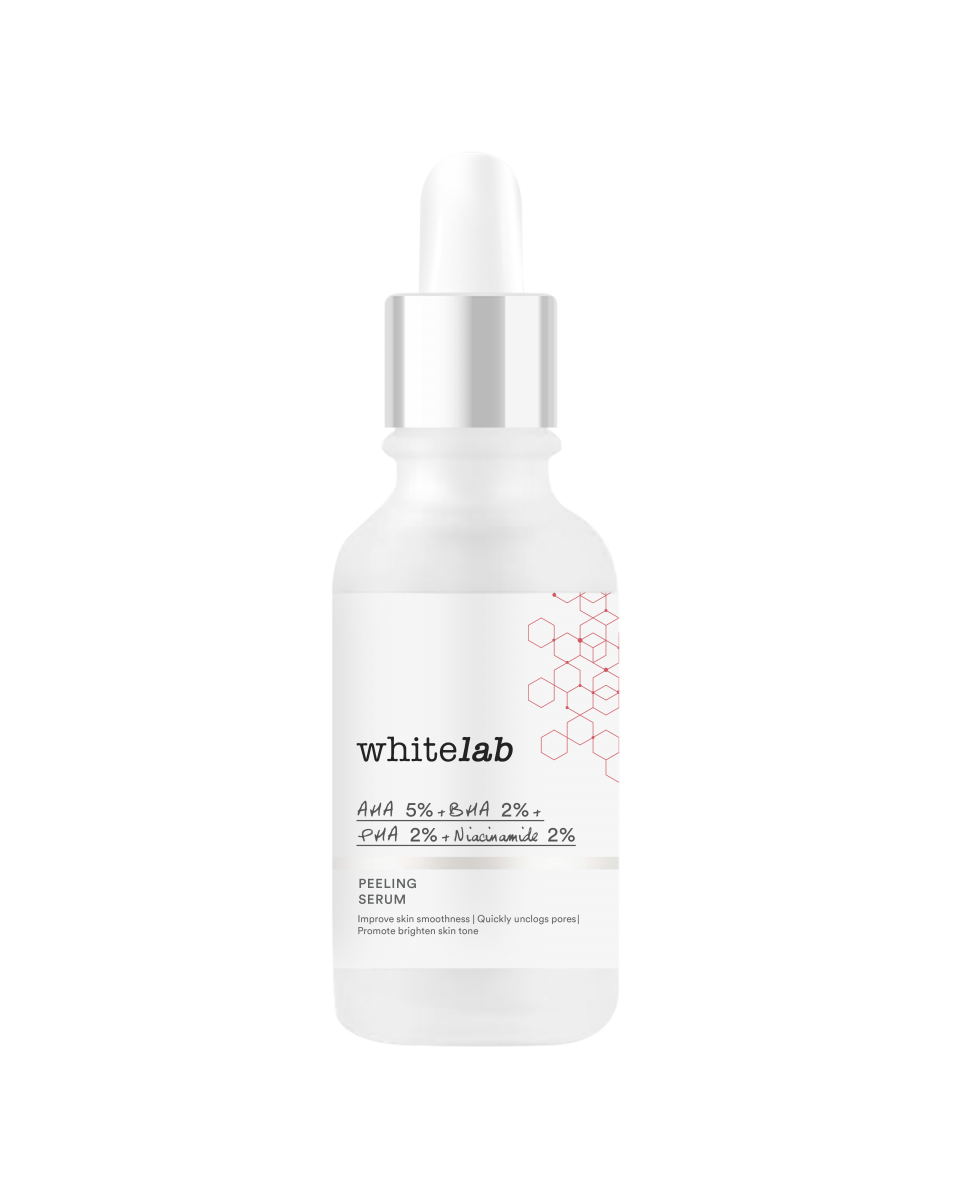 whitelab
AHA 5% + BHA 2% +
PHA 2% + Niacinamide 2%
PEELING
SERUM
Improve skin smoothness | Quickly unclogs pores |
Promote brighten skin tone